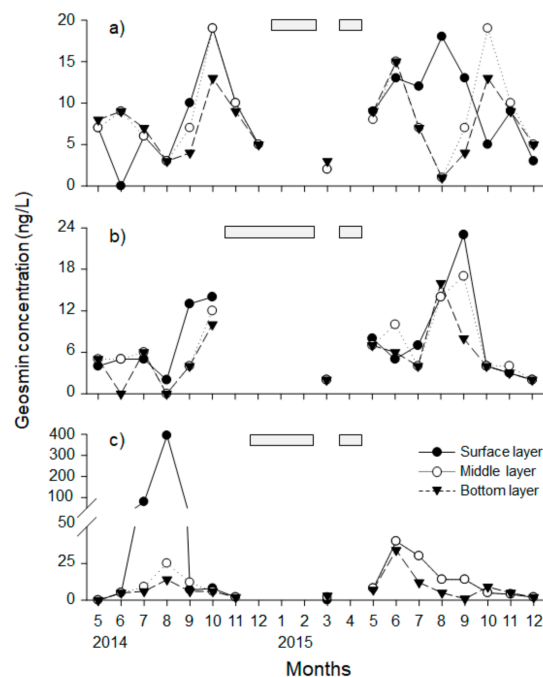 a)
20
15
10
5
0
Geosmin concentration (ng/L)
b)
24
18
12
6
0
c)
400
300
200
100
50
25
0
Surface layer
Middle layer
Bottom layer
5 6 7 8 9 10 11 12 1 2 3 4 5 6 7 8 9 10 11 12
2014 2015
Months